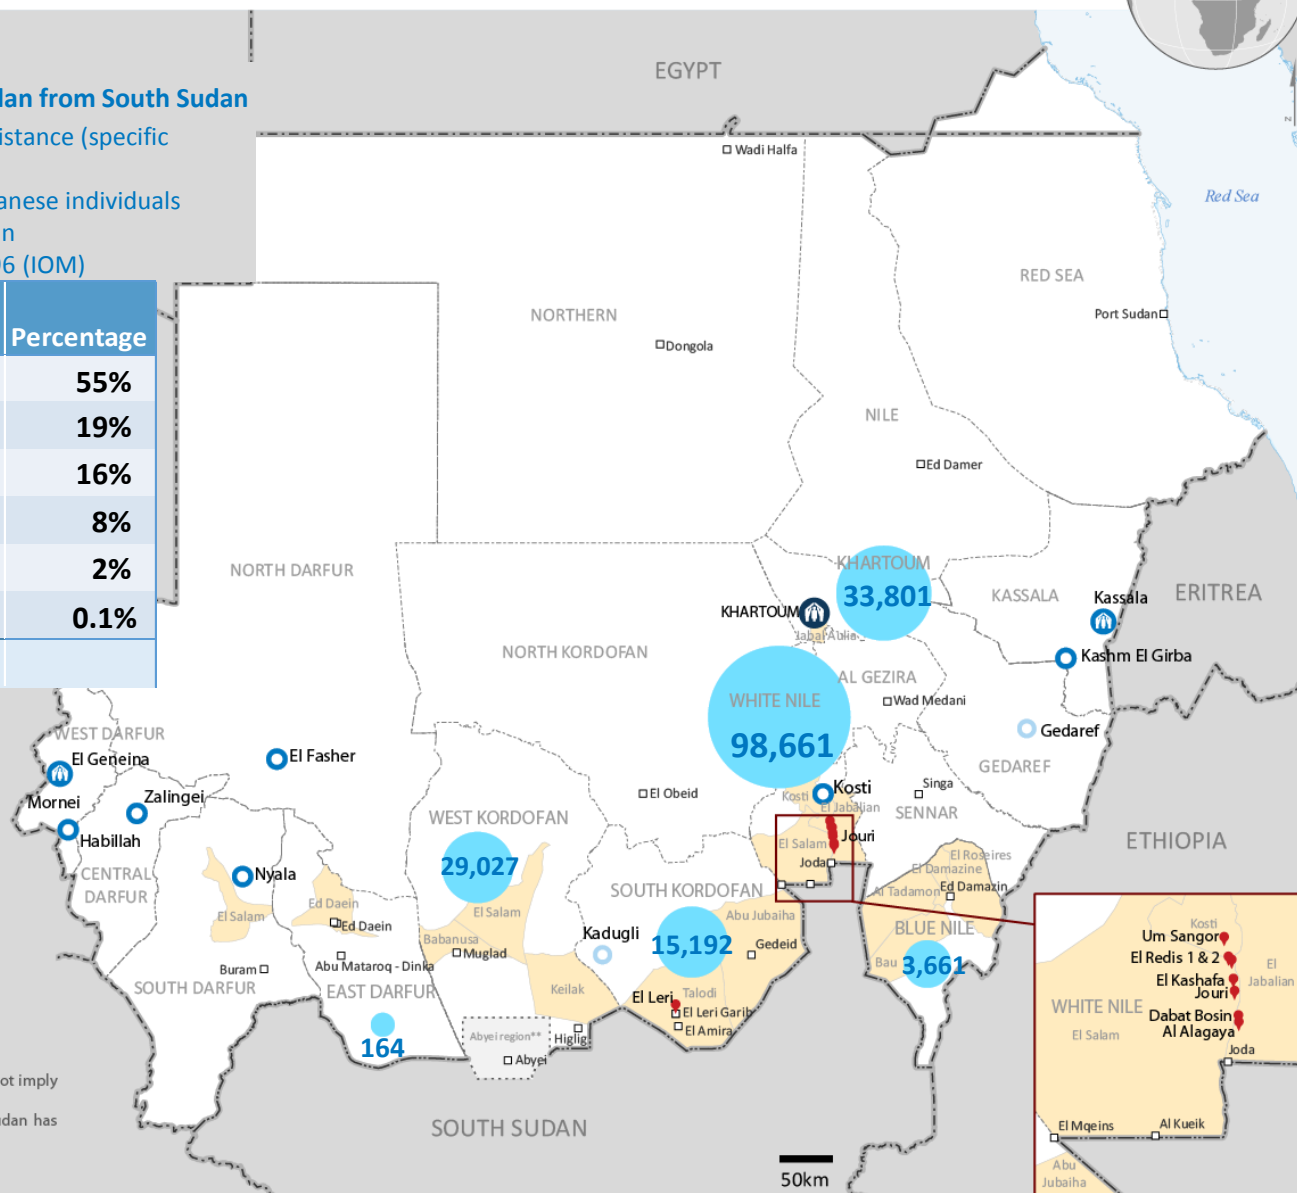 EGYPT
dan from South Sudan
istance (specific
Wadi Halfa
anese individuals
Red Sea
n
96 (IOM)
RED SEA
NORTHERN
Port Sudan
Percentage
Dongola
55%
19%
NILE
16%
Ed Damer
8%
2%
NORTH DARFUR
KHARTOUM
33,801
KASSALA
Kassala
ERITREA
0.1%
KHARTOUM
Jabal Aulia
NORTH KORDOFAN
Kashm El Girba
AL GEZIRA
WHITE NILE
Wad Medani
98,661
Gedaref
WEST DARFUR
El Geneina
El Fasher
GEDAREF
Mornei
Zalingei
El Obeid
Kosti
Kosti
Singa
El Jabalian
SENNAR
WEST KORDOFAN
Habillah
Jouri
El Salam
ETHIOPIA
29,027
Joda
El Roseires
CENTRAL
DARFUR
Nyala
SOUTH KORDOFAN
El Damazine
Al Tadamon
Ed Damazin
Ed Daein
El Salam
El Salam
Abu Jubaiha
Ed Daein
BLUE NILE
Kadugli
15,192
Babanusa
Muglad
Gedeid
Bau
3,661
Abu Mataroq - Dinka
Buram
SOUTH DARFUR
EAST DARFUR
Keilak
El Leri
Talodi
El Leri Garib
El Amira
164
Abyei region**
Higlig
Abyei
Kosti
Um Sangor
El Redis 1 & 2
El
Jabalian
El Kashafa
Jouri
WHITE NILE
Dabat Bosin
El Salam
Al Alagaya
Joda
ot imply
udan has
SOUTH SUDAN
El Mqeins
Al Kueik
50km
Abu
Jubaiha
N